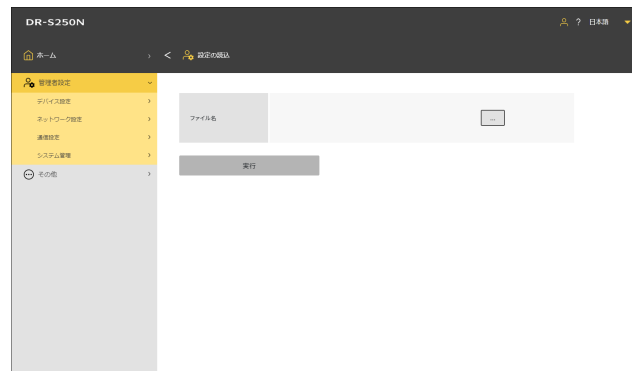 DR-S250N
? 日本語
ホーム
設定の読込
管理者設定
デバイス設定
ネットワーク設定
通信設定
システム管理
その他
ファイル名
...
実行